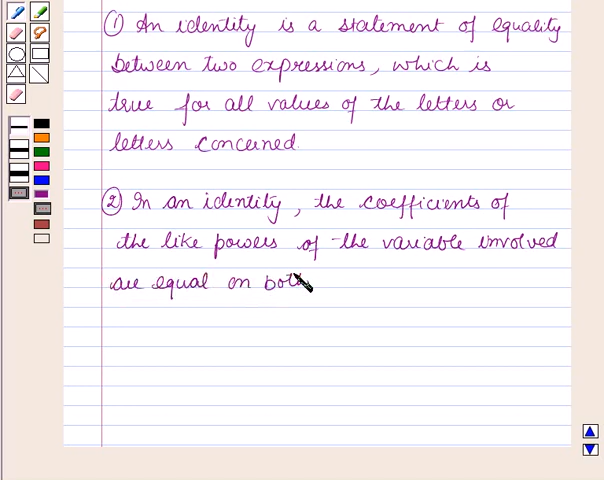 ① An identity is a statement of equality
between two expressions, which is
true for all values of the letters or
letters concerned.
② In an identity, the coefficients of
the like powers of the variable involved
are equal on both